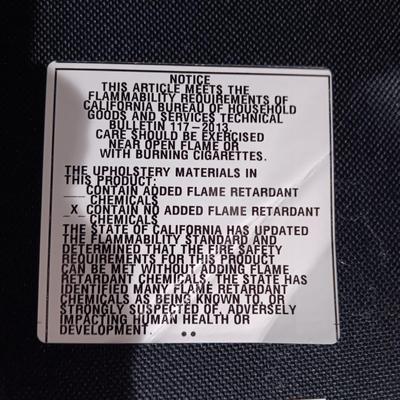 NOTICE
THIS ARTICLE MEETS THE
FLAMMABILITY REQUIREMENTS OF
CALIFORNIA BUREAU OF HOUSEHOLD
GOODS AND SERVICES TECHNICAL
BULLETIN 117-2013.
CARE SHOULD BE EXERCISED
NEAR OPEN FLAME OR
WITH BURNING CIGARETTES.
THE UPHOLSTERY MATERIALS IN
THIS PRODUCT:
___CONTAIN ADDED FLAME RETARDANT
CHEMICALS
_X_CONTAIN NO ADDED FLAME RETARDANT
CHEMICALS
THE STATE OF CALIFORNIA HAS UPDATED
THE FLAMMABILITY STANDARD AND
DETERMINED THAT THE FIRE SAFETY
REQUIREMENTS FOR THIS PRODUCT
CAN BE MET WITHOUT ADDING FLAME
RETARDANT CHEMICALS. THE STATE HAS
IDENTIFIED MANY FLAME RETARDANT
CHEMICALS AS BEING KNOWN TO, OR
STRONGLY SUSPECTED OF, ADVERSELY
IMPACTING HUMAN HEALTH OR
DEVELOPMENT.